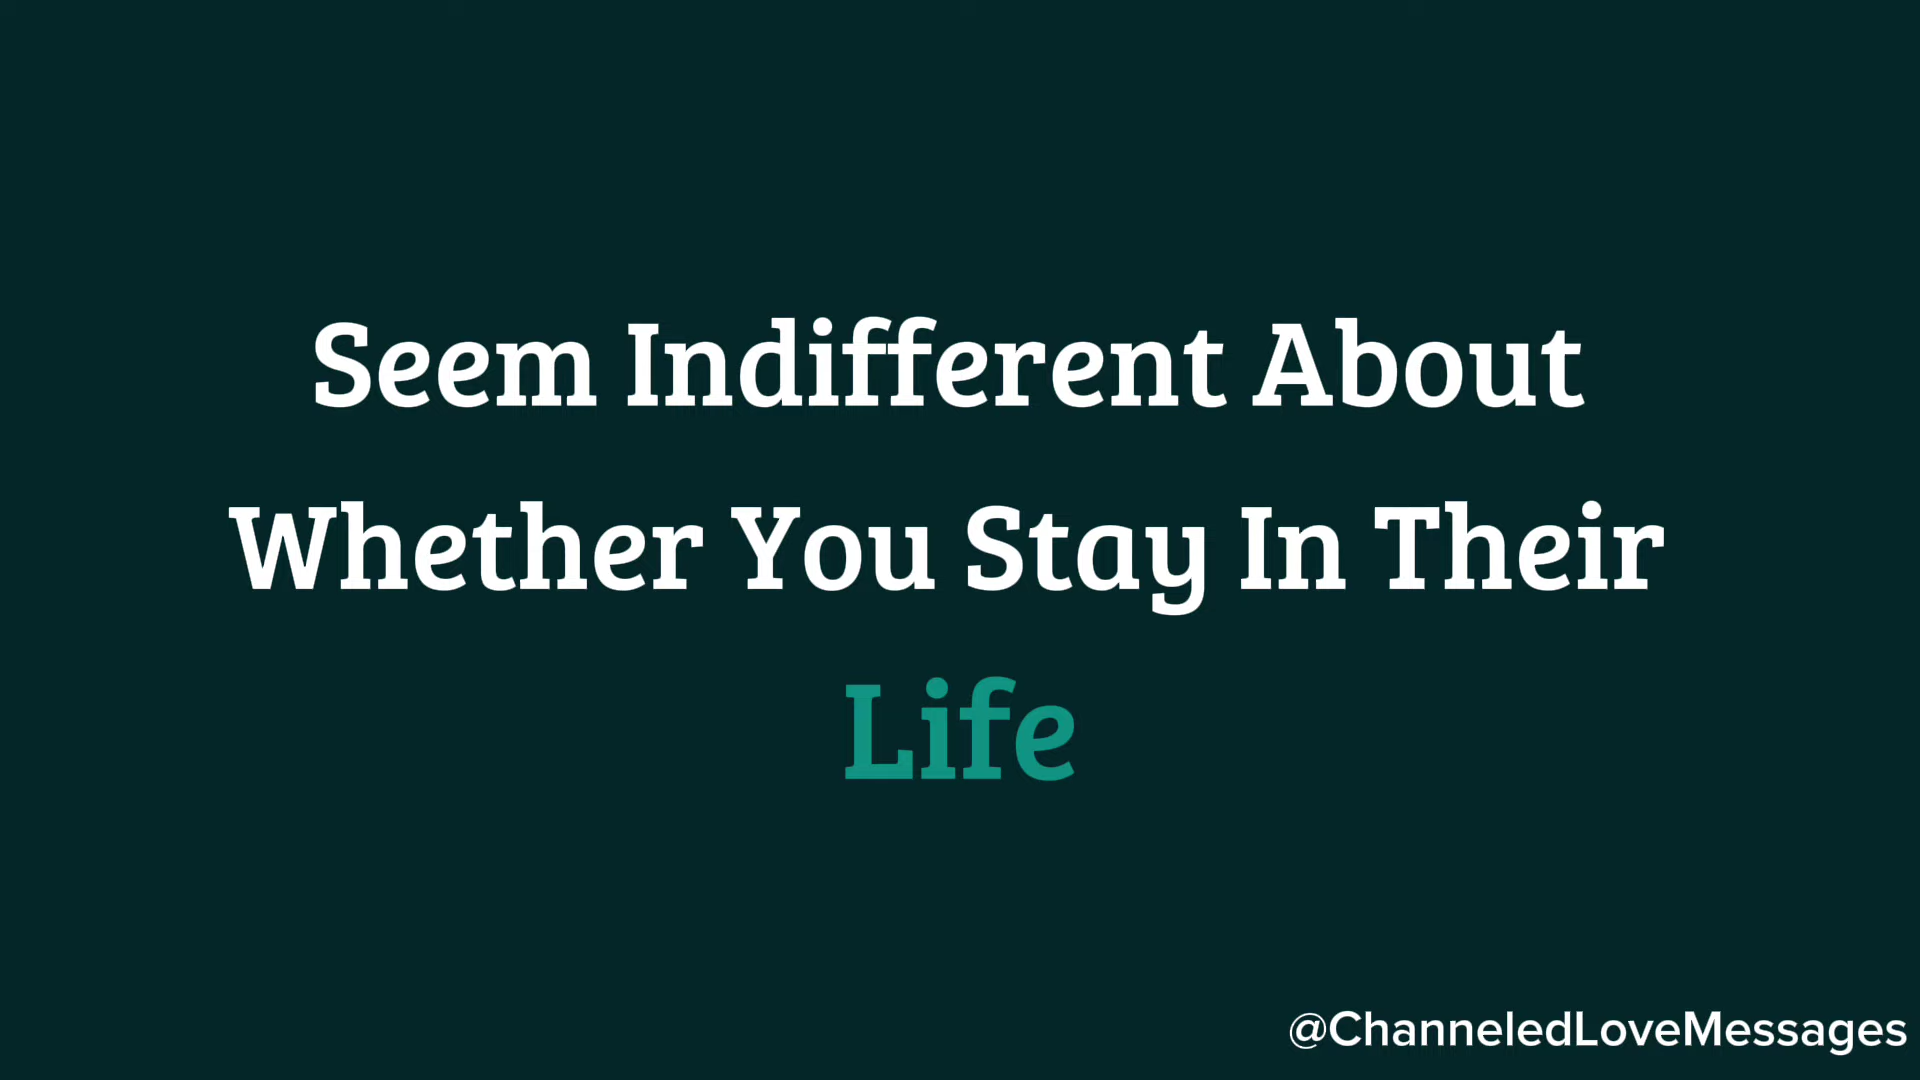 Seem Indifferent About
Whether You Stay In Their
Life
@ChanneledLoveMessages